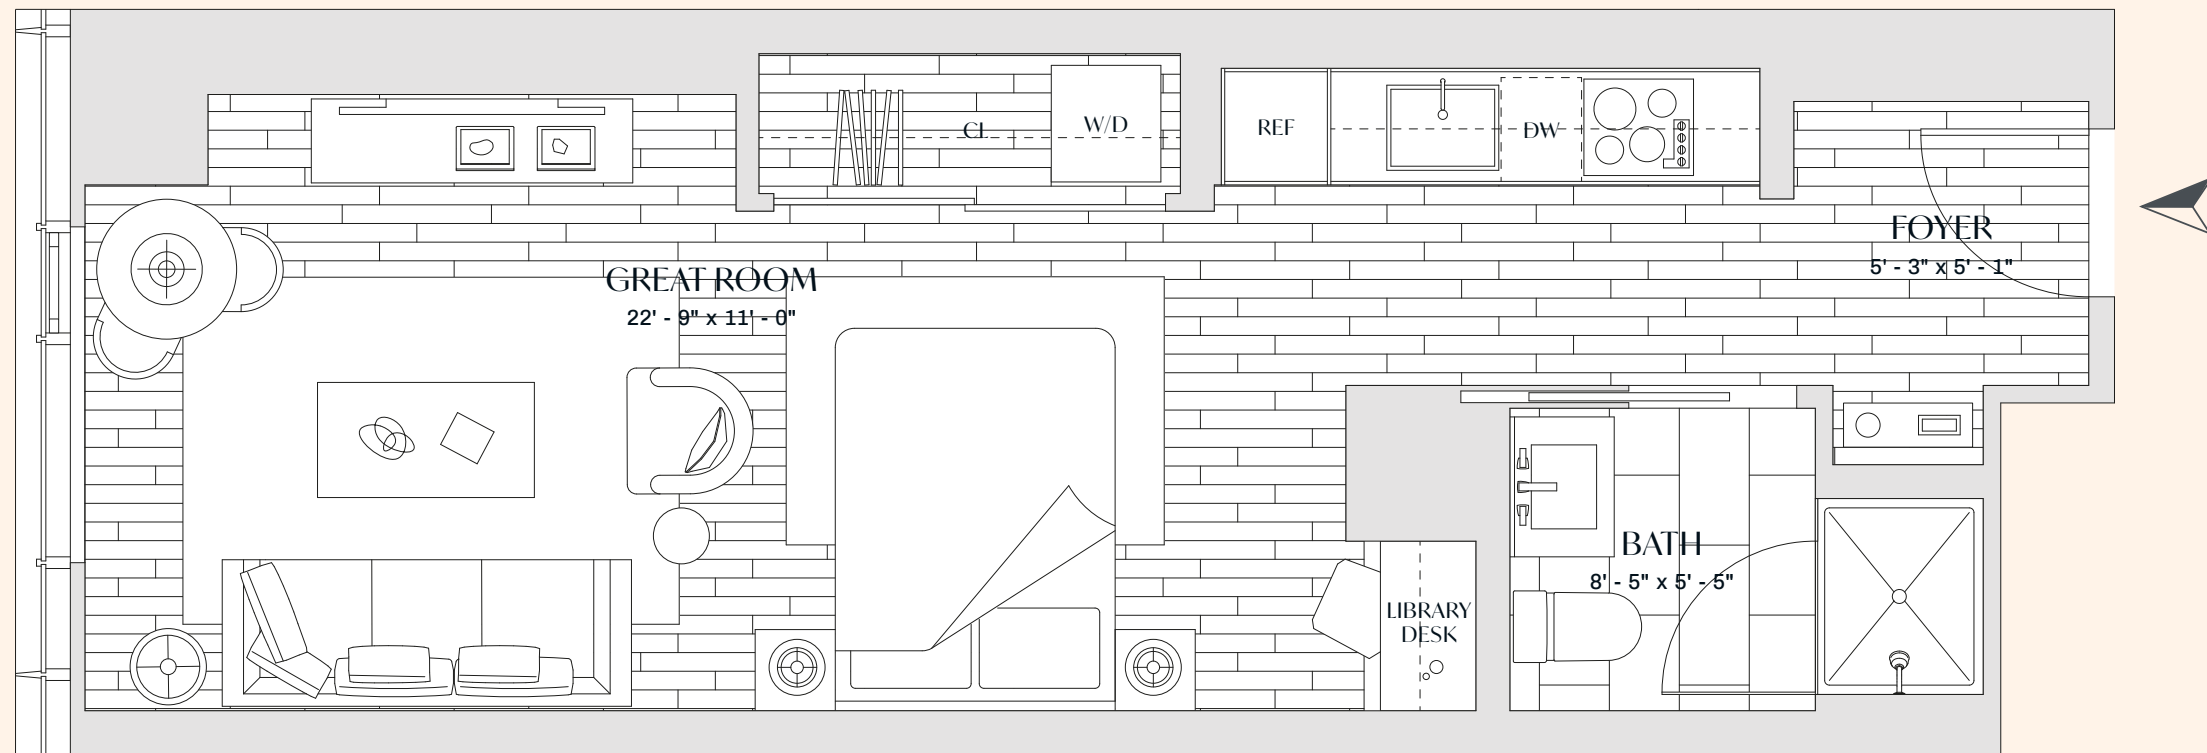 CL
W/D
REF
DW
FOYER
5' - 3" x 5' - 1"
GREAT ROOM
22' - 9" x 11' - 0"
BATH
8' - 5" x 5' - 5"
LIBRARY
DESK